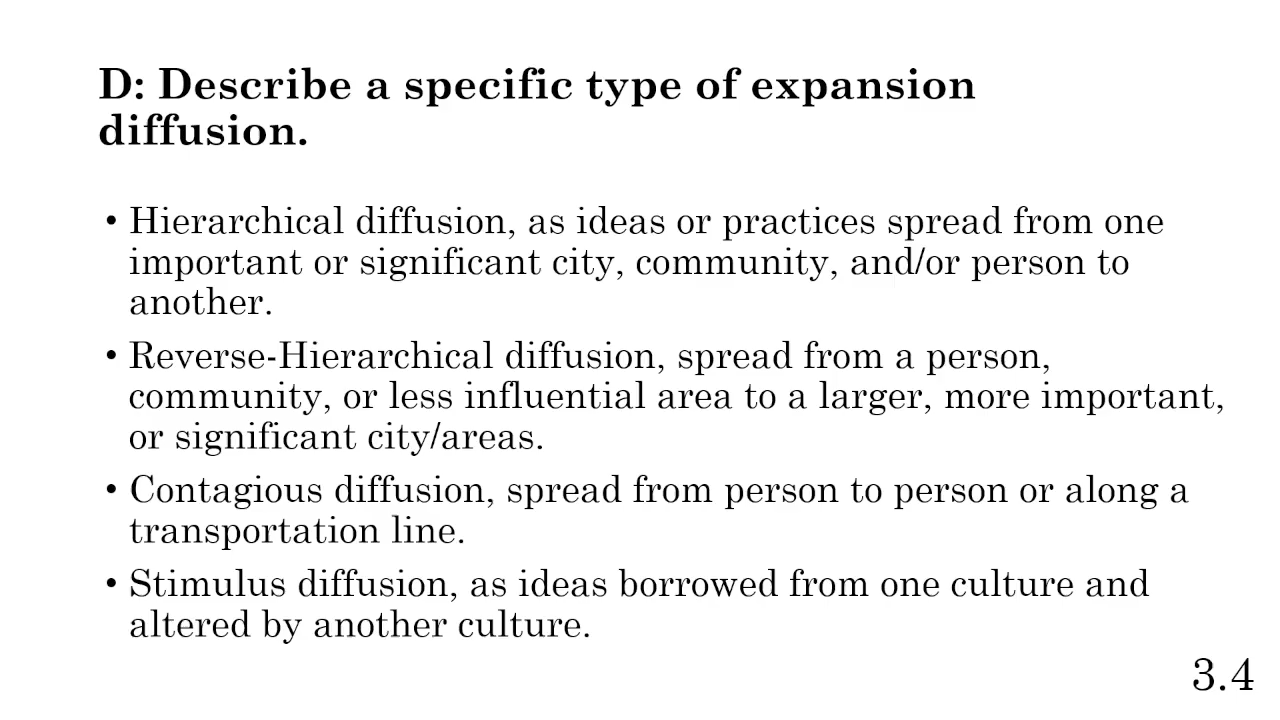 D: Describe a specific type of expansion
diffusion.
• Hierarchical diffusion, as ideas or practices spread from one
important or significant city, community, and/or person to
another.
• Reverse-Hierarchical diffusion, spread from a person,
community, or less influential area to a larger, more important,
or significant city/areas.
• Contagious diffusion, spread from person to person or along a
transportation line.
• Stimulus diffusion, as ideas borrowed from one culture and
altered by another culture.
3.4